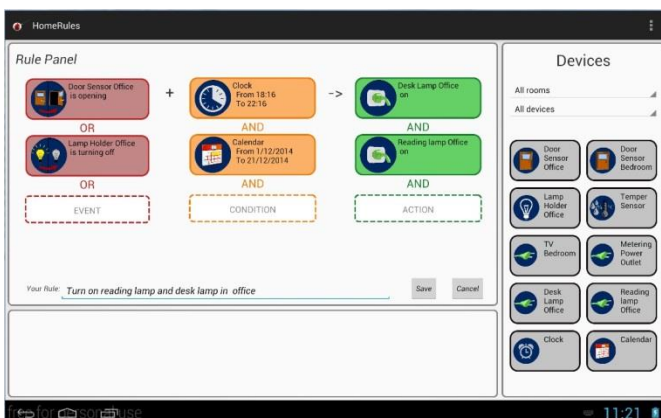 HomeRules
Rule Panel
Door Sensor Office
is opening
+
Clock
From 18:16
To 22:16
->
Desk Lamp Office
on
OR
AND
AND
Lamp Holder Office
is turning off
Calendar
From 1/12/2014
To 21/12/2014
Reading lamp Office
on
OR
AND
AND
EVENT
CONDITION
ACTION
Your Rule:
Turn on reading lamp and desk lamp in office
Save
Cancel
Devices
All rooms
All devices
Door
Sensor
Office
Door
Sensor
Bedroom
Lamp
Holder
Office
Temper
Sensor
TV
Bedroom
Metering
Power
Outlet
Desk
Lamp
Office
Reading
lamp
Office
Clock
Calendar
free for personal use
11:21